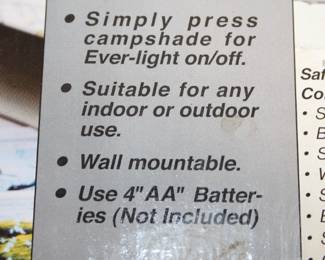 • Simply press
campshade for
Ever-light on/off.
• Suitable for any
indoor or outdoor
use.
• Wall mountable.
• Use 4"AA" Batter-
ies (Not Included)